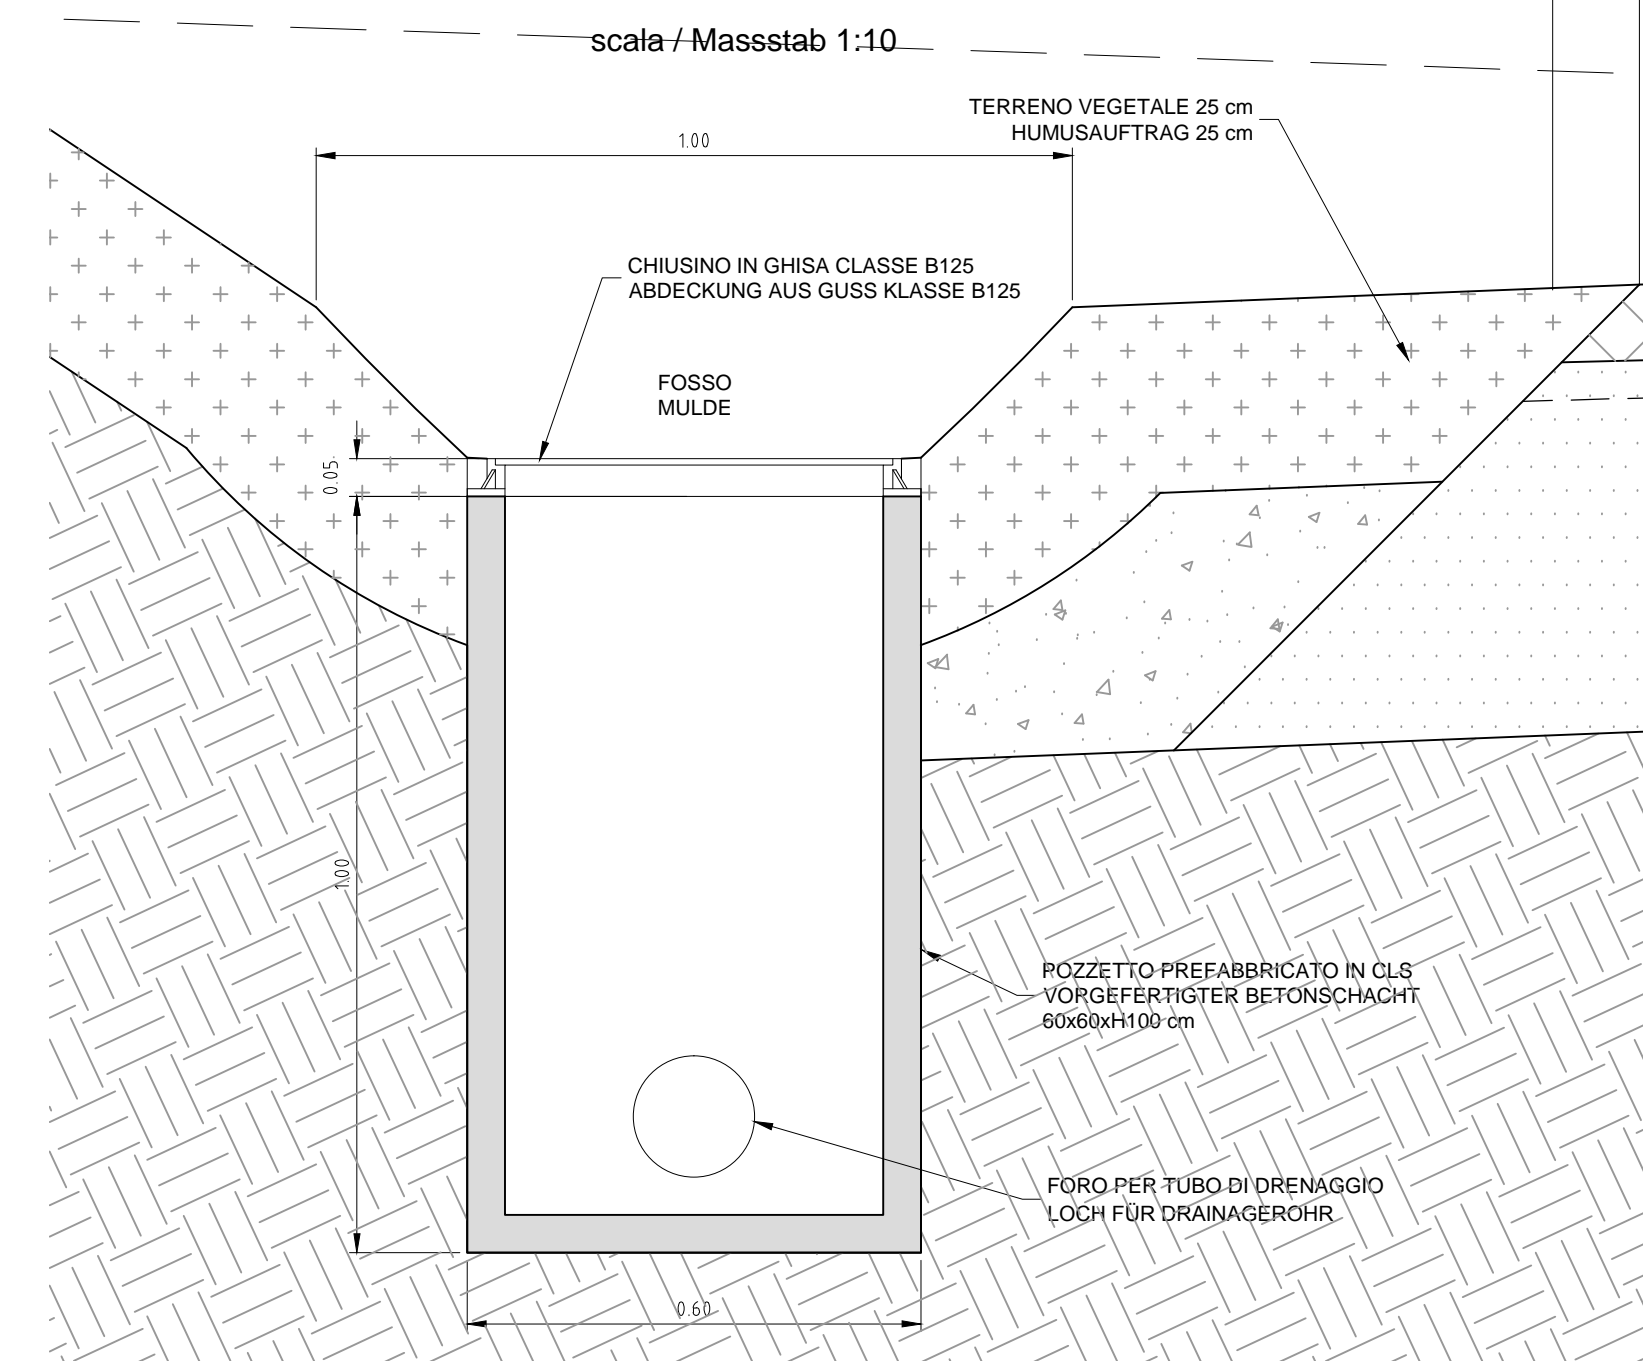 scala / Massstab 1:10
TERRENO VEGETALE 25 cm
HUMUSAUFTRAG 25 cm
1.00
CHIUSINO IN GHISA CLASSE B125
ABDECKUNG AUS GUSS KLASSE B125
FOSSO
MULDE
0.05
1.00
POZZETTO PREFABBRICATO IN CLS
VORGEFERTIGTER BETONSCHACHT
60x60xH100 cm
FORO PER TUBO DI DRENAGGIO
LOCH FÜR DRAINAGEROHR
0.60